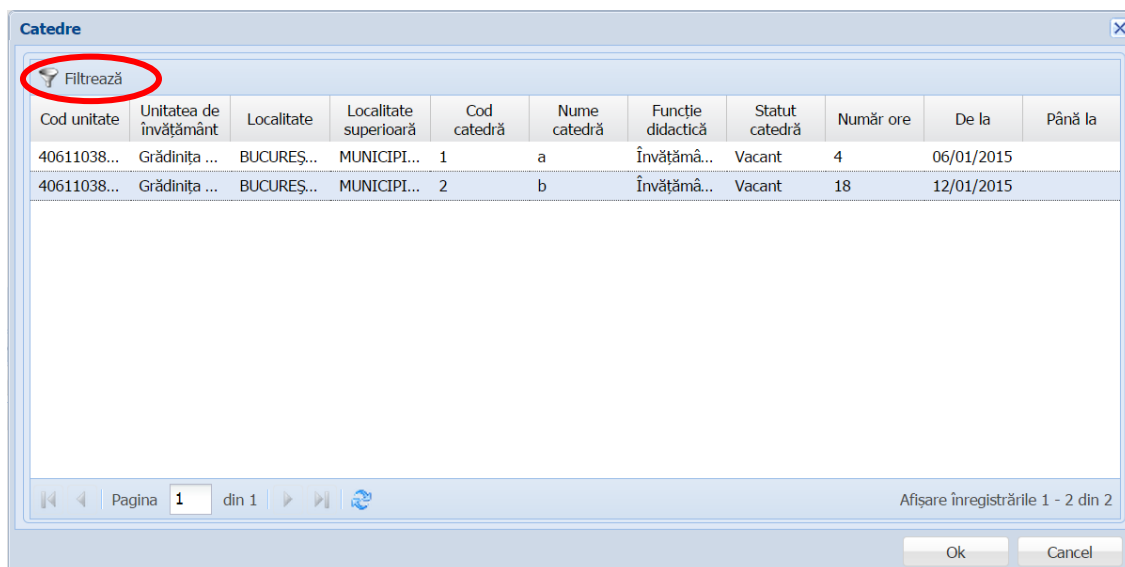 Catedre
Filtrează
Cod unitate Unitatea de învățământ Localitate Localitate superioară Cod catedră Nume catedră Funcție didactică Statut catedră Număr ore De la Până la
40611038... Grădinița ... BUCUREȘ... MUNICIPI... 1 a Învățămâ... Vacant 4 06/01/2015
40611038... Grădinița ... BUCUREȘ... MUNICIPI... 2 b Învățămâ... Vacant 18 12/01/2015
Pagina 1 din 1 Afișare înregistrările 1 - 2 din 2
Ok Cancel